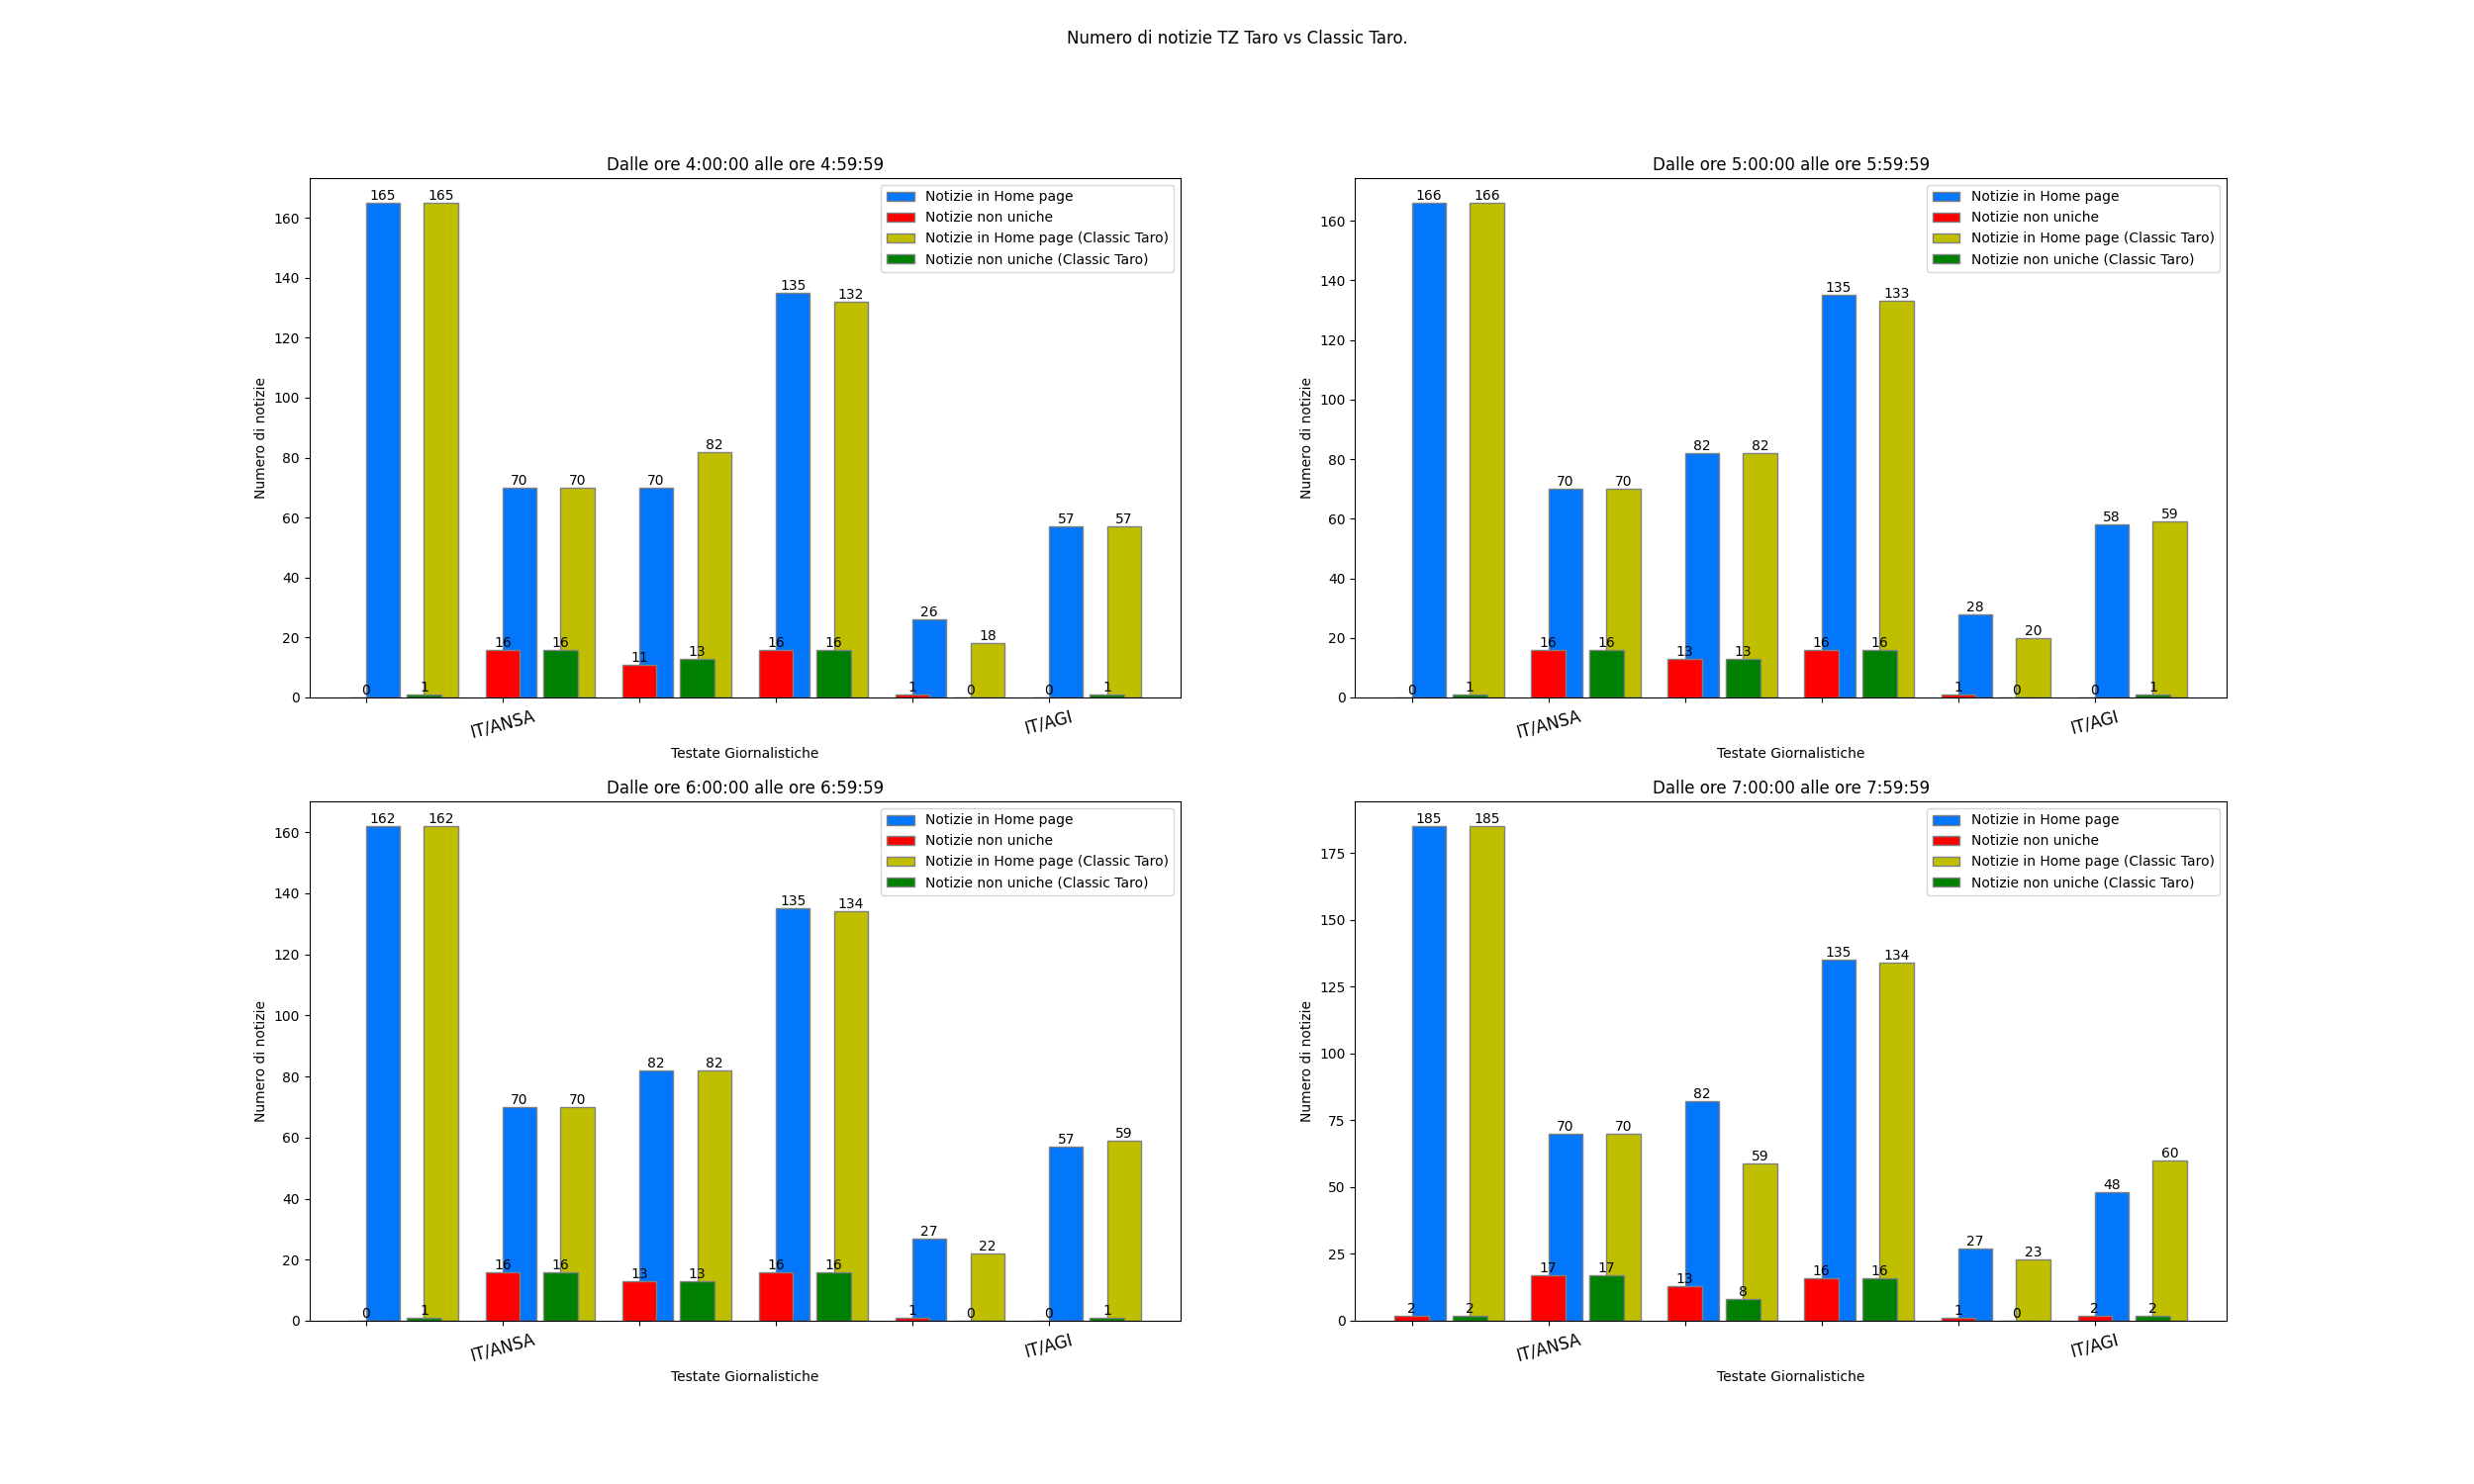 Numero di notizie TZ Taro vs Classic Taro.
Dalle ore 4:00:00 alle ore 4:59:59
Notizie in Home page
Notizie non uniche
Notizie in Home page (Classic Taro)
Notizie non uniche (Classic Taro)
Numero di notizie
160
140
120
100
80
60
40
20
0
165 165
70 70
70 82
135 132
26 18
57 57
0 1
16 16
11 13
16 16
1 0
0 1
IT/ANSA
IT/AGI
Testate Giornalistiche
Dalle ore 5:00:00 alle ore 5:59:59
Notizie in Home page
Notizie non uniche
Notizie in Home page (Classic Taro)
Notizie non uniche (Classic Taro)
Numero di notizie
160
140
120
100
80
60
40
20
0
166 166
70 70
82 82
135 133
28 20
58 59
0 1
16 16
13 13
16 16
1 0
0 1
IT/ANSA
IT/AGI
Testate Giornalistiche
Dalle ore 6:00:00 alle ore 6:59:59
Notizie in Home page
Notizie non uniche
Notizie in Home page (Classic Taro)
Notizie non uniche (Classic Taro)
Numero di notizie
160
140
120
100
80
60
40
20
0
162 162
70 70
82 82
135 134
27 22
57 59
0 1
16 16
13 13
16 16
1 0
0 1
IT/ANSA
IT/AGI
Testate Giornalistiche
Dalle ore 7:00:00 alle ore 7:59:59
Notizie in Home page
Notizie non uniche
Notizie in Home page (Classic Taro)
Notizie non uniche (Classic Taro)
Numero di notizie
175
150
125
100
75
50
25
0
185 185
70 70
82 59
135 134
27 23
48 60
2 2
17 17
13 8
16 16
1 0
2 2
IT/ANSA
IT/AGI
Testate Giornalistiche